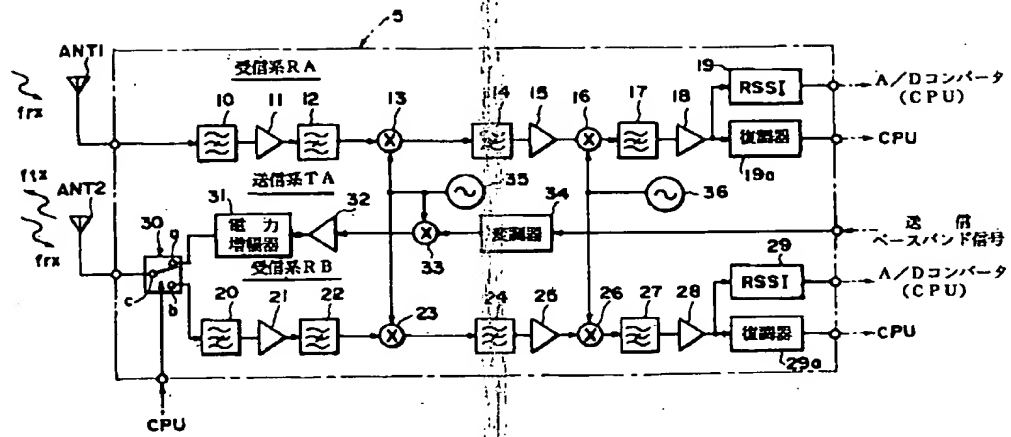 5
ANT1
受信系RA
19
RSSI
A/Dコンバータ
(CPU)
frx
10
11
12
13
14
15
16
17
18
復調器
19a
CPU
ftx
ANT2
送信系TA
31
電力
増幅器
32
35
34
36
変調器
33
送信
ベースバンド信号
frx
30
a
c
b
受信系RB
29
RSSI
A/Dコンバータ
(CPU)
20
21
22
23
24
25
26
27
28
復調器
29a
CPU
CPU